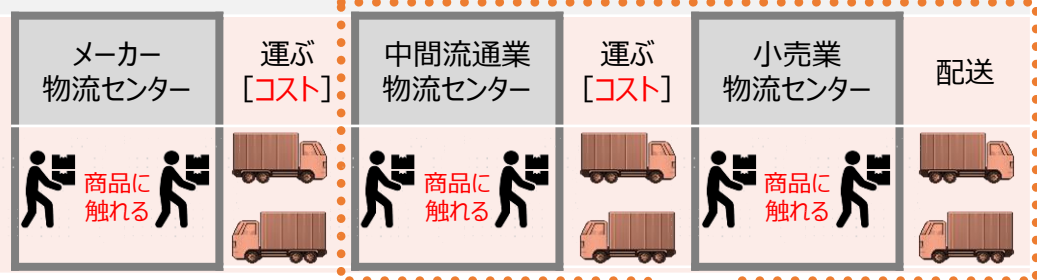 メーカー
物流センター
運ぶ
[コスト]
中間流通業
物流センター
運ぶ
[コスト]
小売業
物流センター
配送
商品に
触れる
商品に
触れる
商品に
触れる